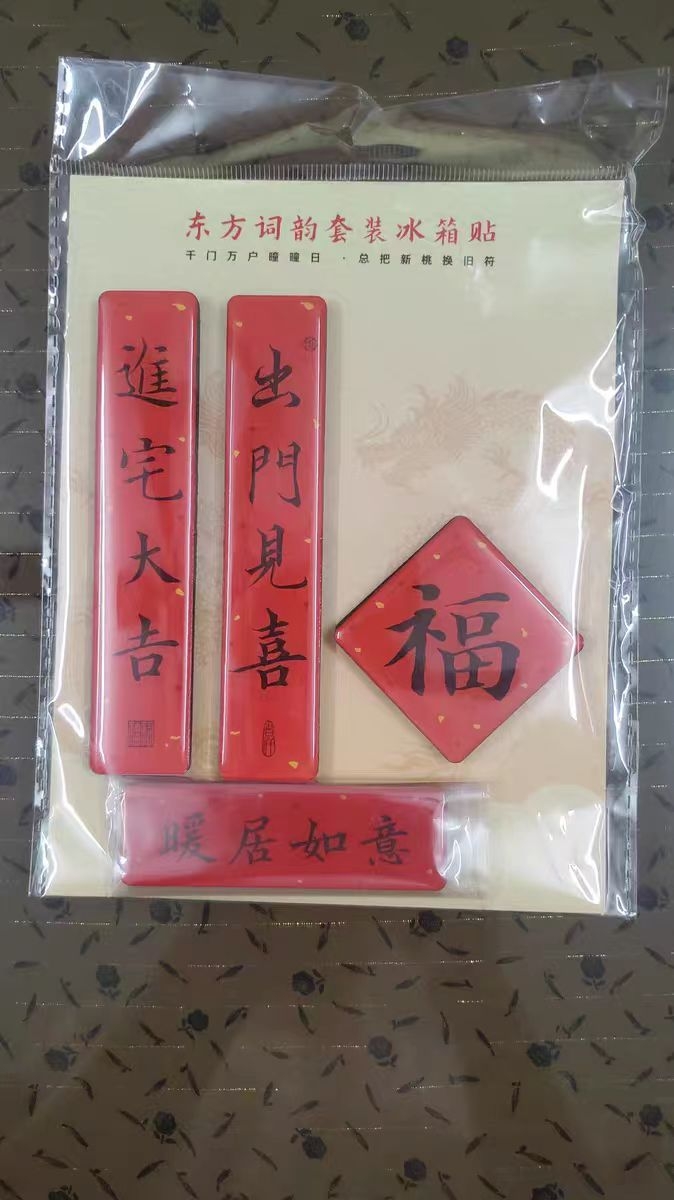 东方词韵套装冰箱贴
千门万户曈曈日·总把新桃换旧符
進宅大吉
出門見喜
福
暖居如意